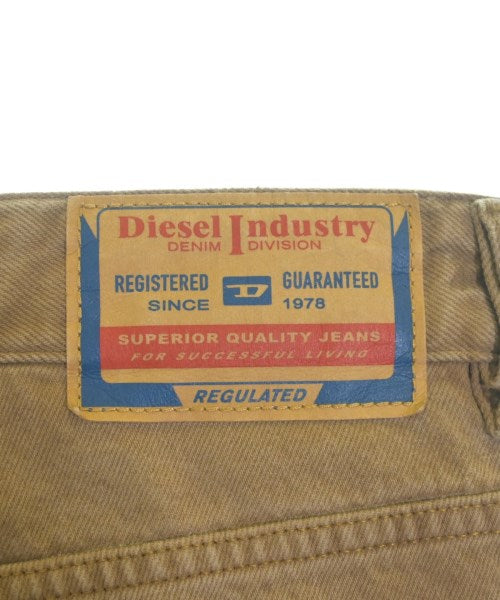 Diesel Industry
DENIM DIVISION
REGISTERED D GUARANTEED
SINCE 1978
SUPERIOR QUALITY JEANS
FOR SUCCESSFUL LIVING
REGULATED